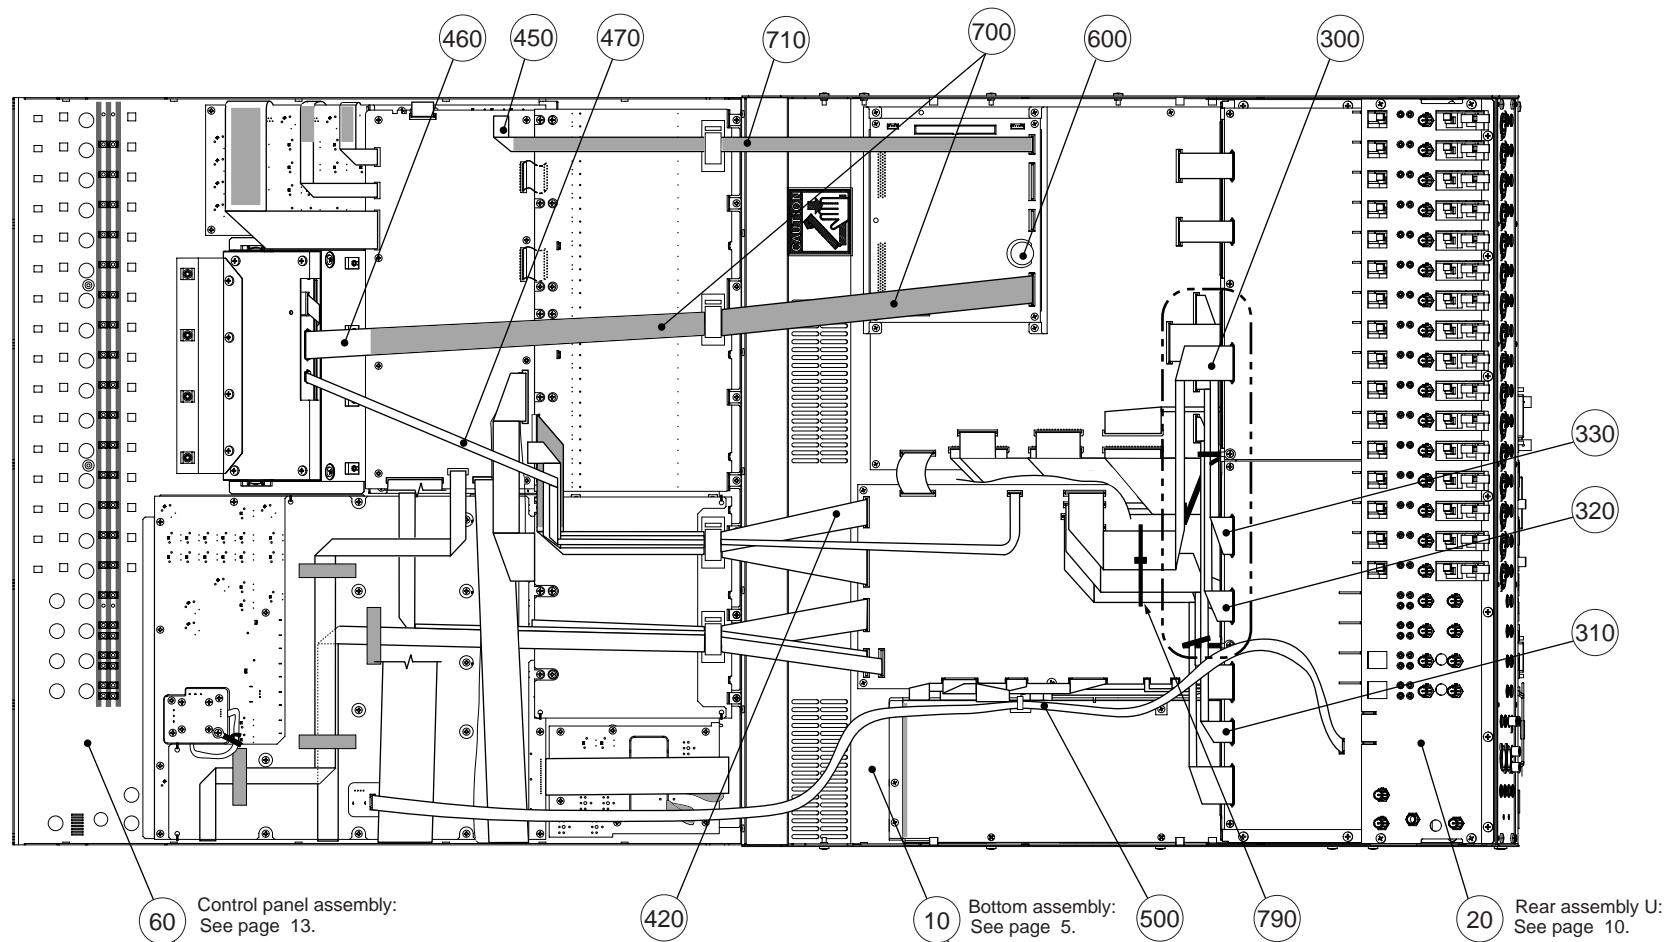 460
450
470
710
700
600
300
CAUTION
330
320
310
60
Control panel assembly:
See page 13.
420
10
Bottom assembly:
See page 5.
500
790
20
Rear assembly U:
See page 10.